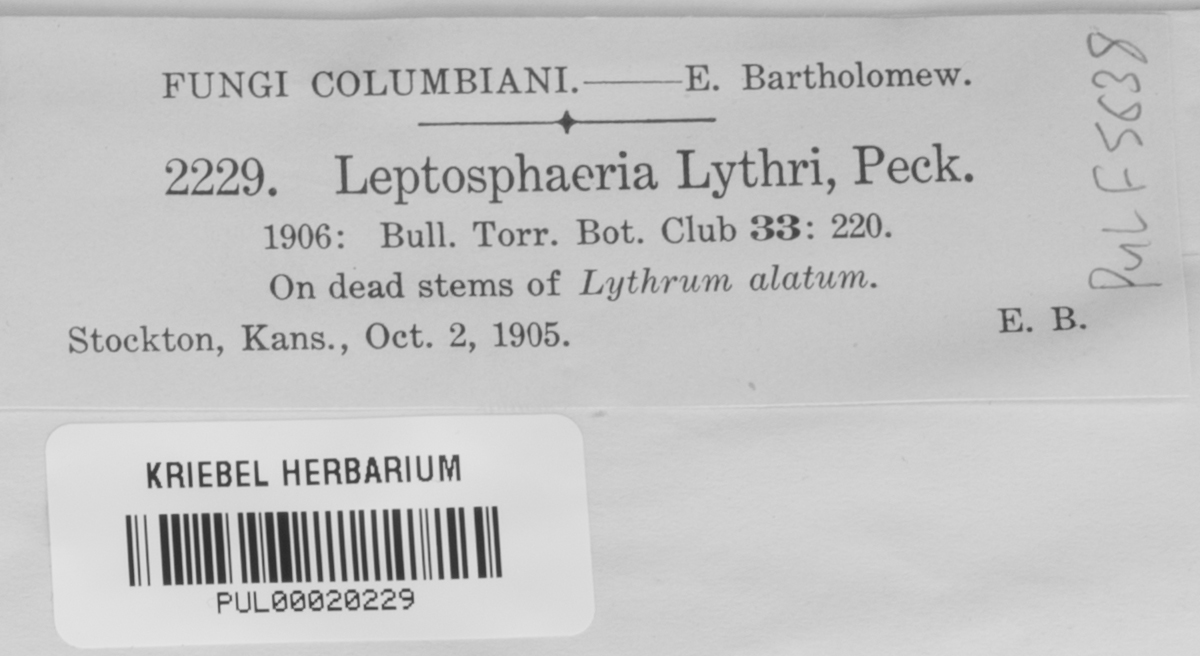 FUNGI COLUMBIANI.——E. Bartholomew.
2229. Leptosphaeria Lythri, Peck.
1906: Bull. Torr. Bot. Club 33: 220.
On dead stems of Lythrum alatum.
Stockton, Kans., Oct. 2, 1905.
E. B.
PUL F5638
KRIEBEL HERBARIUM
PUL00020229